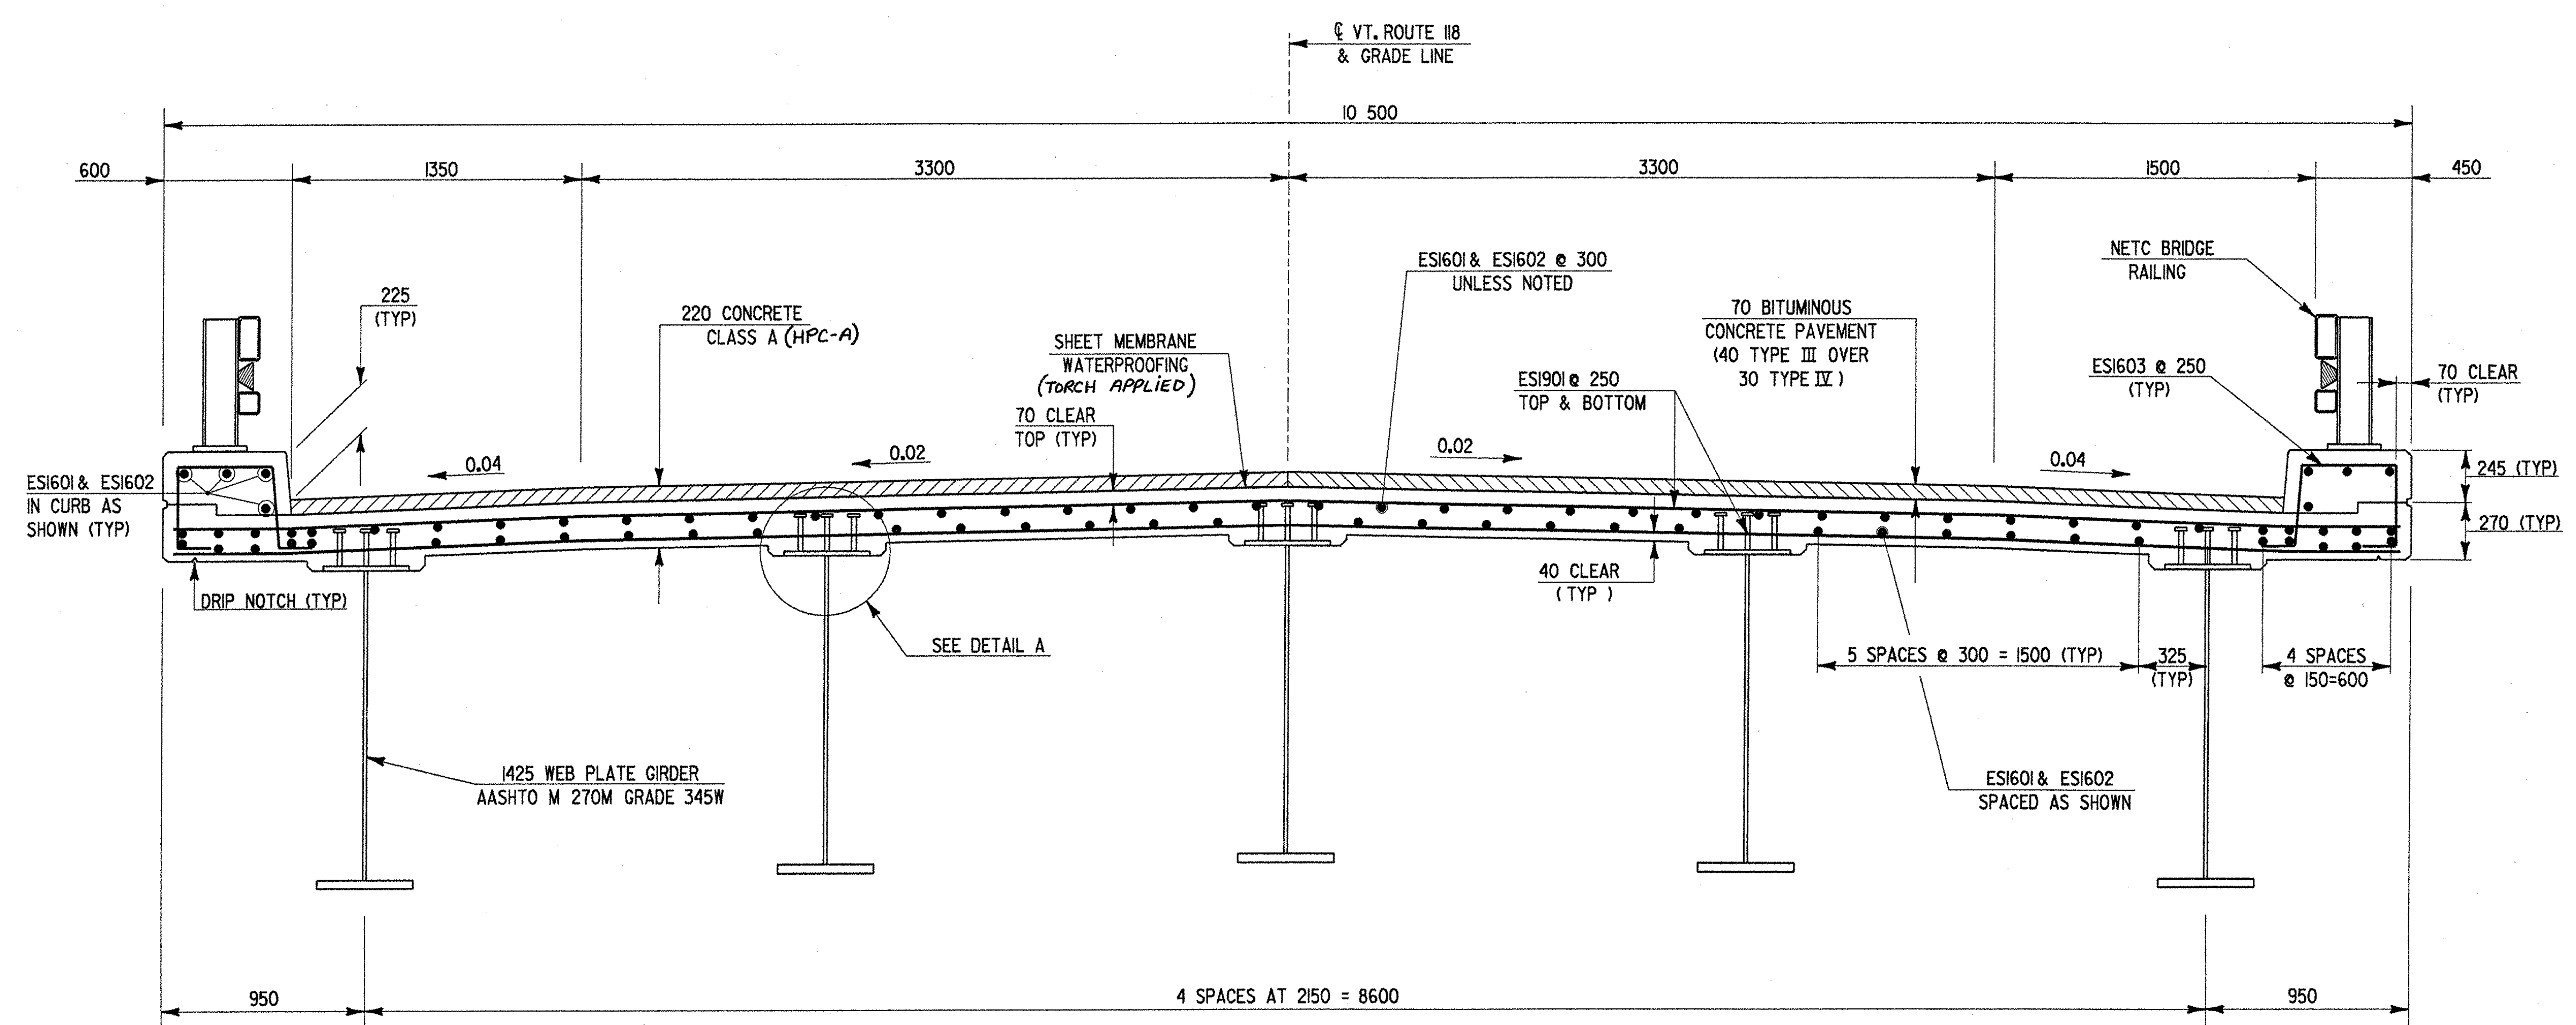 ℄ VT. ROUTE 118
& GRADE LINE
10 500
600
1350
3300
3300
1500
450
NETC BRIDGE
RAILING
225
(TYP)
220 CONCRETE
CLASS A (HPC-A)
SHEET MEMBRANE
WATERPROOFING
(TORCH APPLIED)
70 CLEAR
TOP (TYP)
ES1601 & ES1602 @ 300
UNLESS NOTED
ES1901 @ 250
TOP & BOTTOM
70 BITUMINOUS
CONCRETE PAVEMENT
(40 TYPE III OVER
30 TYPE IV)
ES1603 @ 250
(TYP)
70 CLEAR
(TYP)
0.04
0.02
0.02
0.04
ES1601 & ES1602
IN CURB AS
SHOWN (TYP)
245 (TYP)
270 (TYP)
DRIP NOTCH (TYP)
SEE DETAIL A
40 CLEAR
(TYP)
5 SPACES @ 300 = 1500 (TYP)
325
(TYP)
4 SPACES
@ 150=600
1425 WEB PLATE GIRDER
AASHTO M 270M GRADE 345W
ES1601 & ES1602
SPACED AS SHOWN
950
4 SPACES AT 2150 = 8600
950